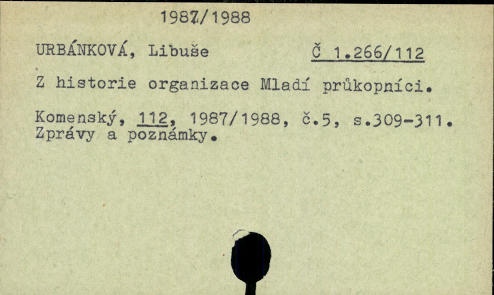 1987/1988
URBÁNKOVÁ, Libuše Č 1.266/112
Z historie organizace Mladí průkopníci.
Komenský, 112, 1987/1988, č.5, s.309-311.
Zprávy a poznámky.